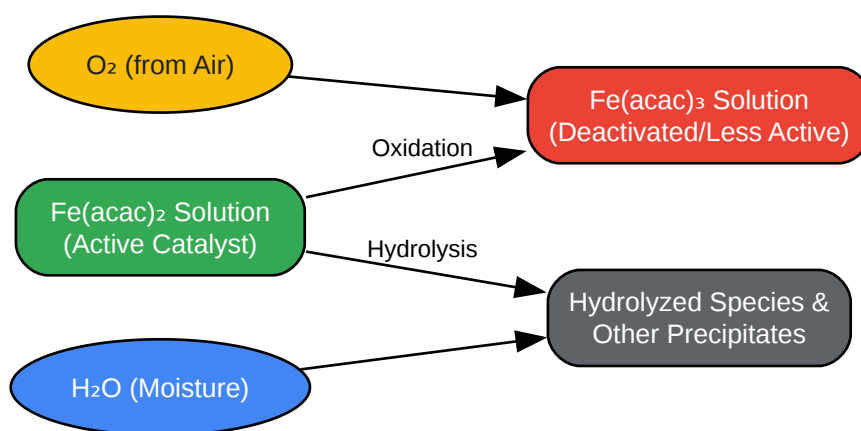 O₂ (from Air)
Fe(acac)₃ Solution
(Deactivated/Less Active)
Oxidation
Fe(acac)₂ Solution
(Active Catalyst)
Hydrolysis
Hydrolyzed Species &
Other Precipitates
H₂O (Moisture)